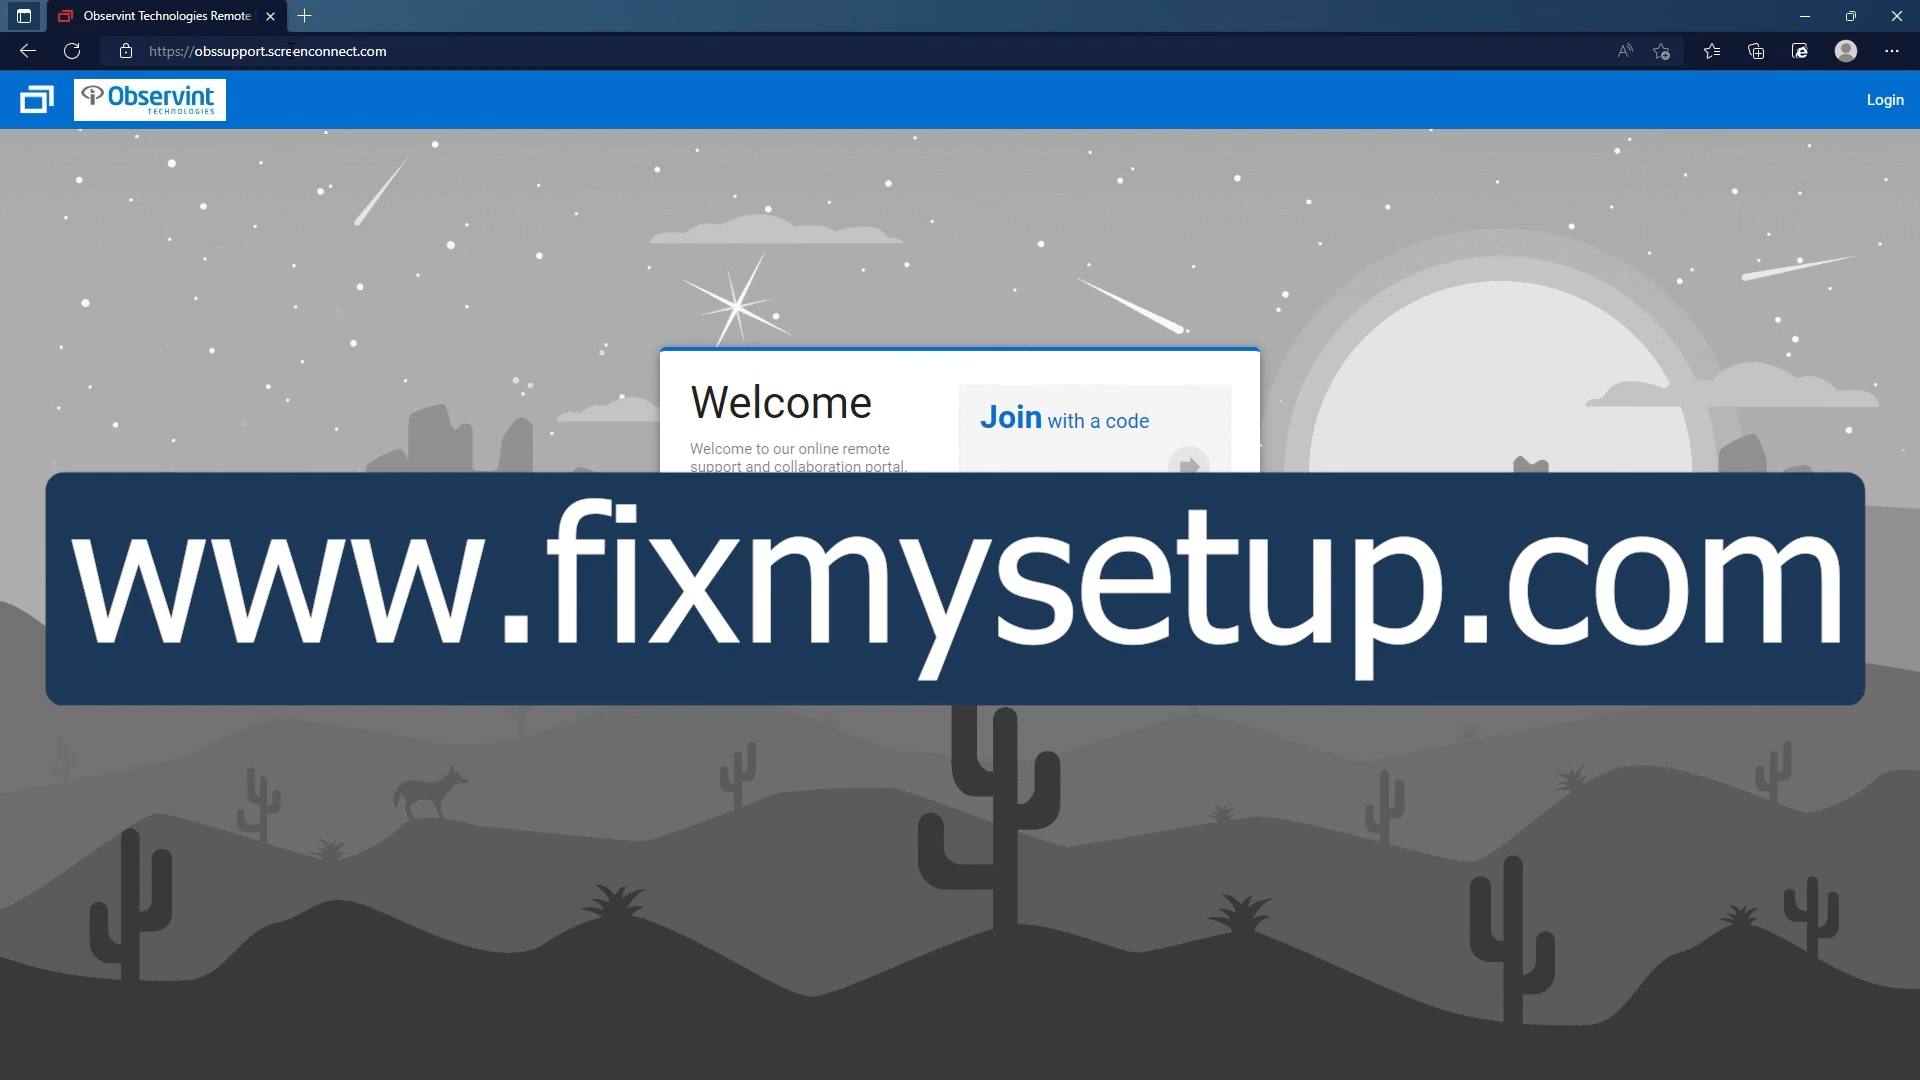 Observint Technologies Remote
https://obssupport.screenconnect.com
Observint
TECHNOLOGIES
Login
Welcome
Join with a code
Welcome to our online remote
support and collaboration portal.
www.fixmysetup.com